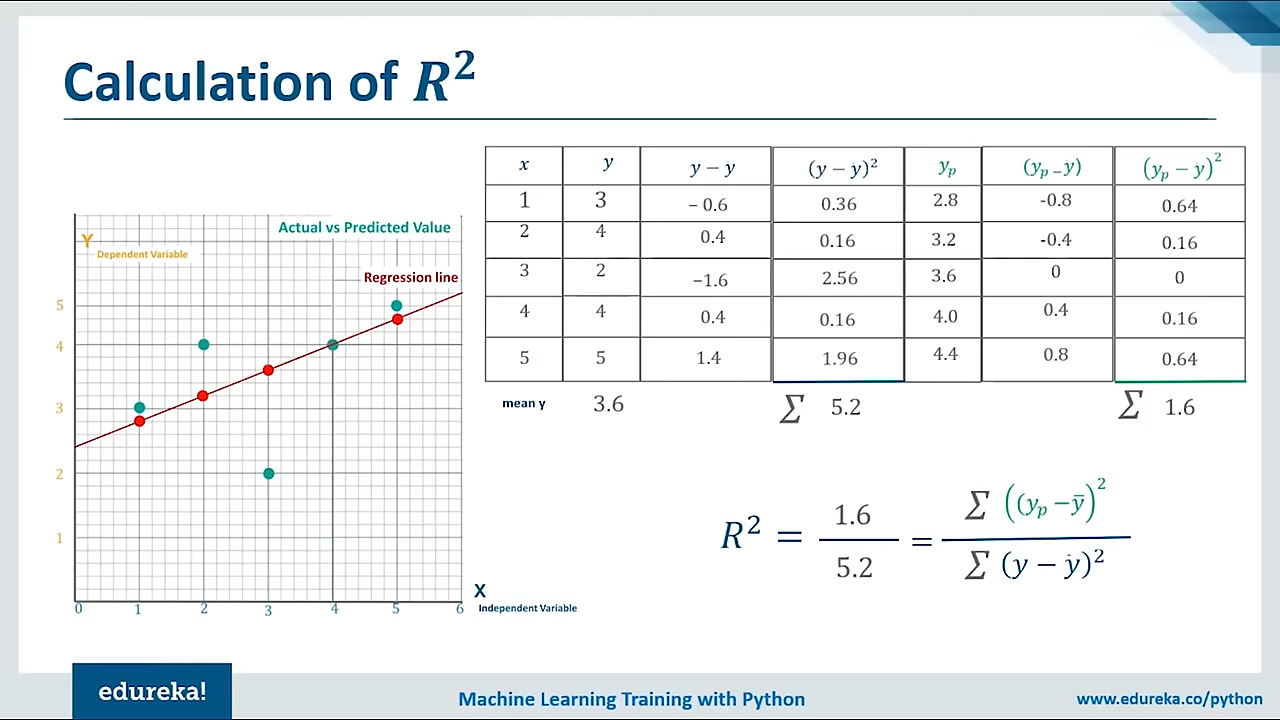 Calculation of R²
Actual vs Predicted Value
Y
Dependent Variable
Regression line
5
4
3
2
1
0 1 2 3 4 5 6
X
Independent Variable
x y y − ȳ (y − ȳ)² yₚ (yₚ − ȳ) (yₚ − ȳ)²
1 3 − 0.6 0.36 2.8 -0.8 0.64
2 4 0.4 0.16 3.2 -0.4 0.16
3 2 −1.6 2.56 3.6 0 0
4 4 0.4 0.16 4.0 0.4 0.16
5 5 1.4 1.96 4.4 0.8 0.64
mean y 3.6 ∑ 5.2 ∑ 1.6
R² = 1.6 / 5.2 = ∑ ((yₚ − ȳ)² / ∑ (y − ȳ)²
edureka!
Machine Learning Training with Python
www.edureka.co/python